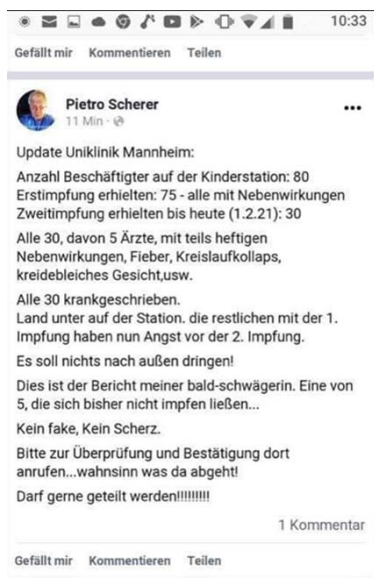 10:33
Gefällt mir Kommentieren Teilen
Pietro Scherer
11 Min ·
Update Uniklinik Mannheim:
Anzahl Beschäftigter auf der Kinderstation: 80
Erstimpfung erhielten: 75 - alle mit Nebenwirkungen
Zweitimpfung erhielten bis heute (1.2.21): 30
Alle 30, davon 5 Ärzte, mit teils heftigen
Nebenwirkungen, Fieber, Kreislaufkollaps,
kreidebleiches Gesicht,usw.
Alle 30 krankgeschrieben.
Land unter auf der Station. die restlichen mit der 1.
Impfung haben nun Angst vor der 2. Impfung.
Es soll nichts nach außen dringen!
Dies ist der Bericht meiner bald-schwägerin. Eine von
5, die sich bisher nicht impfen ließen...
Kein fake, Kein Scherz.
Bitte zur Überprüfung und Bestätigung dort
anrufen...wahnsinn was da abgeht!
Darf gerne geteilt werden!!!!!!!!!
1 Kommentar
Gefällt mir Kommentieren Teilen